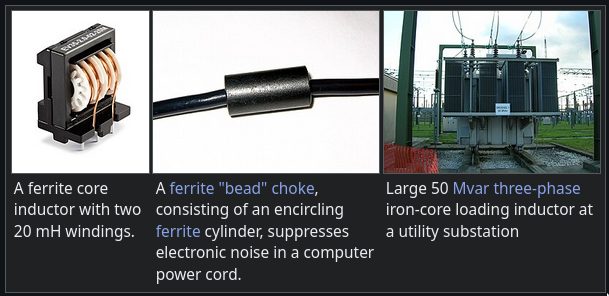 A ferrite core
inductor with two
20 mH windings.
A ferrite "bead" choke,
consisting of an encircling
ferrite cylinder, suppresses
electronic noise in a computer
power cord.
Large 50 Mvar three-phase
iron-core loading inductor at
a utility substation